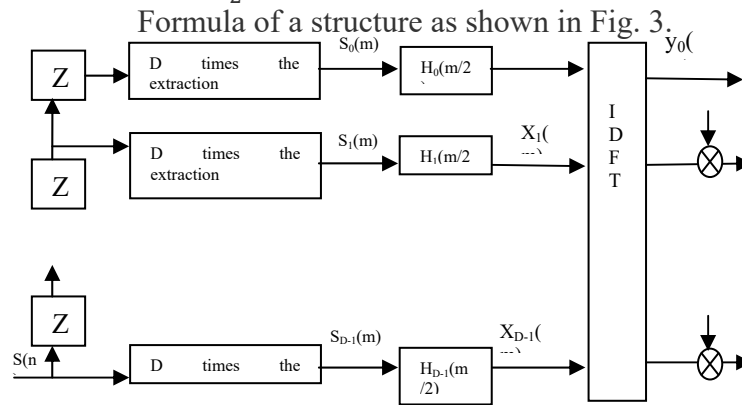 2
Formula of a structure as shown in Fig. 3.
S0(m)
y0(
Z
D times the
extraction
H0(m/2
I
D
F
T
S1(m)
X1(
D times the
extraction
H1(m/2
Z
Z
SD-1(m)
XD-1(
S(n
D times the
HD-1(m
/2)